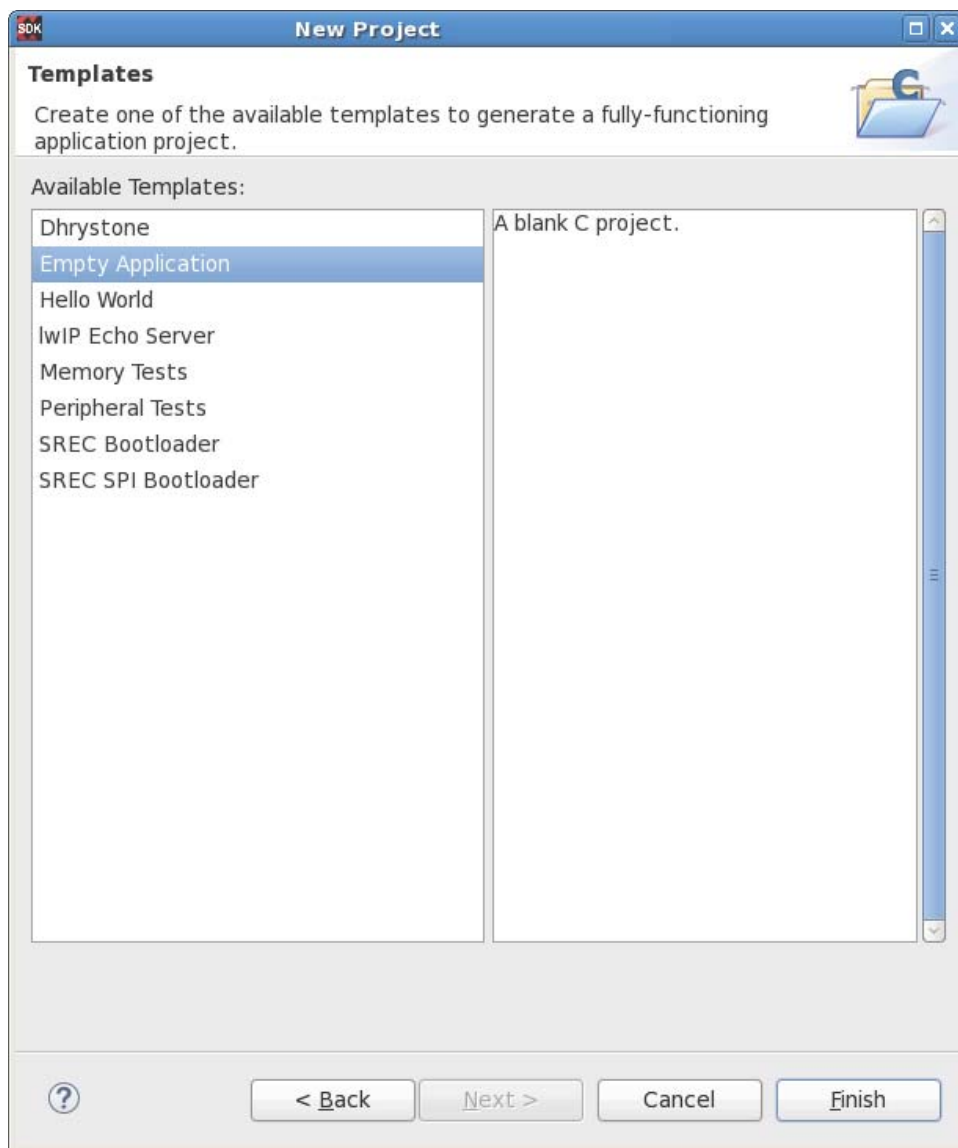 SDK
New Project
Templates
Create one of the available templates to generate a fully-functioning
application project.
C
Available Templates:
Dhrystone
Empty Application
Hello World
lwIP Echo Server
Memory Tests
Peripheral Tests
SREC Bootloader
SREC SPI Bootloader
A blank C project.
?
< Back
Next >
Cancel
Finish